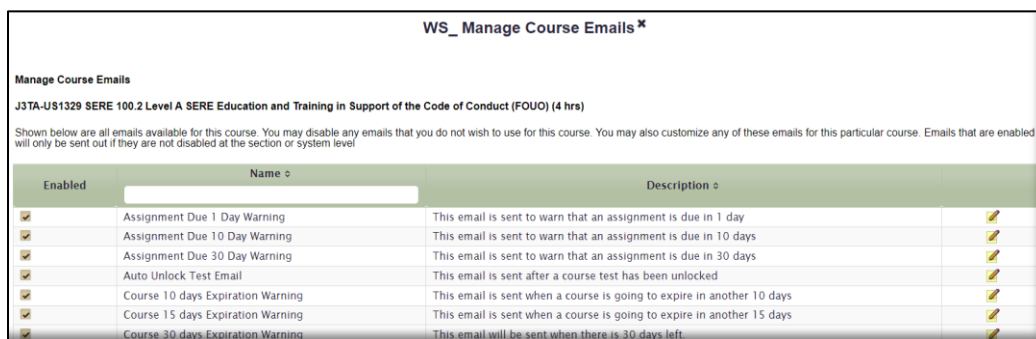 WS_ Manage Course Emails
Manage Course Emails
J3TA-US1329 SERE 100.2 Level A SERE Education and Training in Support of the Code of Conduct (FOUO) (4 hrs)
Shown below are all emails available for this course. You may disable any emails that you do not wish to use for this course. You may also customize any of these emails for this particular course. Emails that are enabled
will only be sent out if they are not disabled at the section or system level
Enabled Name Description
Assignment Due 1 Day Warning This email is sent to warn that an assignment is due in 1 day
Assignment Due 10 Day Warning This email is sent to warn that an assignment is due in 10 days
Assignment Due 30 Day Warning This email is sent to warn that an assignment is due in 30 days
Auto Unlock Test Email This email is sent after a course test has been unlocked
Course 10 days Expiration Warning This email is sent when a course is going to expire in another 10 days
Course 15 days Expiration Warning This email is sent when a course is going to expire in another 15 days
Course 30 days Expiration Warning This email will be sent when there is 30 days left.